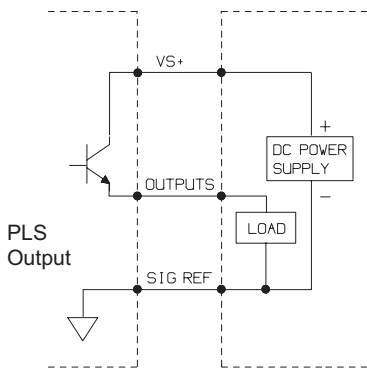 VS+
+
DC POWER
SUPPLY
OUTPUTS
–
LOAD
PLS
Output
SIG REF